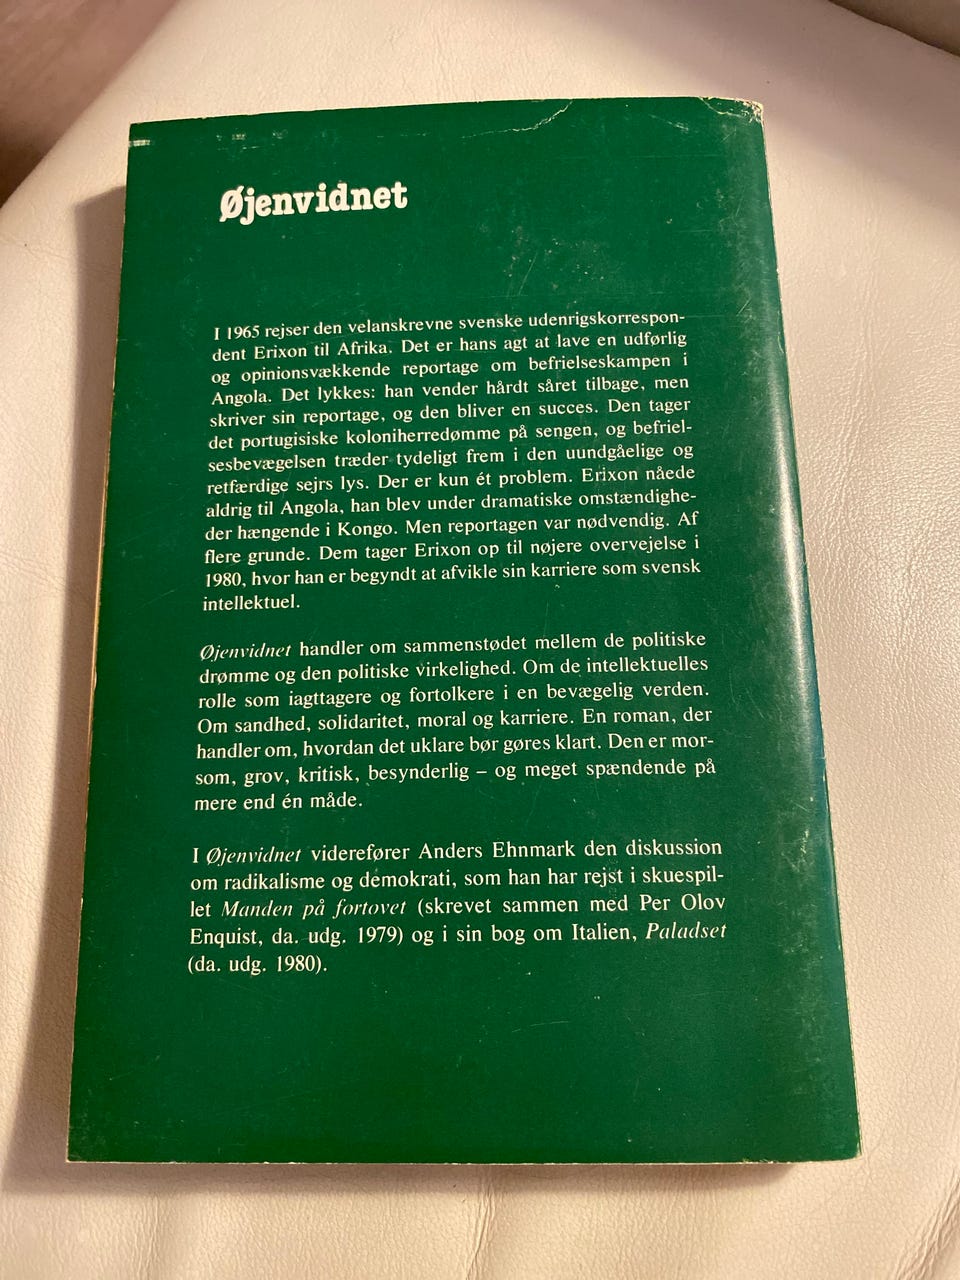 Øjenvidnet
I 1965 rejser den velanskrevne svenske udenrigskorrespon-
dent Erixon til Afrika. Det er hans agt at lave en udførlig
og opinionsvækkende reportage om befrielseskampen i
Angola. Det lykkes: han vender hårdt såret tilbage, men
skriver sin reportage, og den bliver en succes. Den tager
det portugisiske koloniherredømme på sengen, og befriel-
sesbevægelsen træder tydeligt frem i den uundgåelige og
retfærdige sejrs lys. Der er kun ét problem. Erixon nåede
aldrig til Angola, han blev under dramatiske omstændighe-
der hængende i Kongo. Men reportagen var nødvendig. Af
flere grunde. Dem tager Erixon op til nøjere overvejelse i
1980, hvor han er begyndt at afvikle sin karriere som svensk
intellektuel.
Øjenvidnet handler om sammenstødet mellem de politiske
drømme og den politiske virkelighed. Om de intellektuelles
rolle som iagttagere og fortolkere i en bevægelig verden.
Om sandhed, solidaritet, moral og karriere. En roman, der
handler om, hvordan det uklare bør gøres klart. Den er mor-
som, grov, kritisk, besynderlig – og meget spændende på
mere end én måde.
I Øjenvidnet viderefører Anders Ehnmark den diskussion
om radikalisme og demokrati, som han har rejst i skuespil-
let Manden på fortovet (skrevet sammen med Per Olov
Enquist, da. udg. 1979) og i sin bog om Italien, Paladset
(da. udg. 1980).